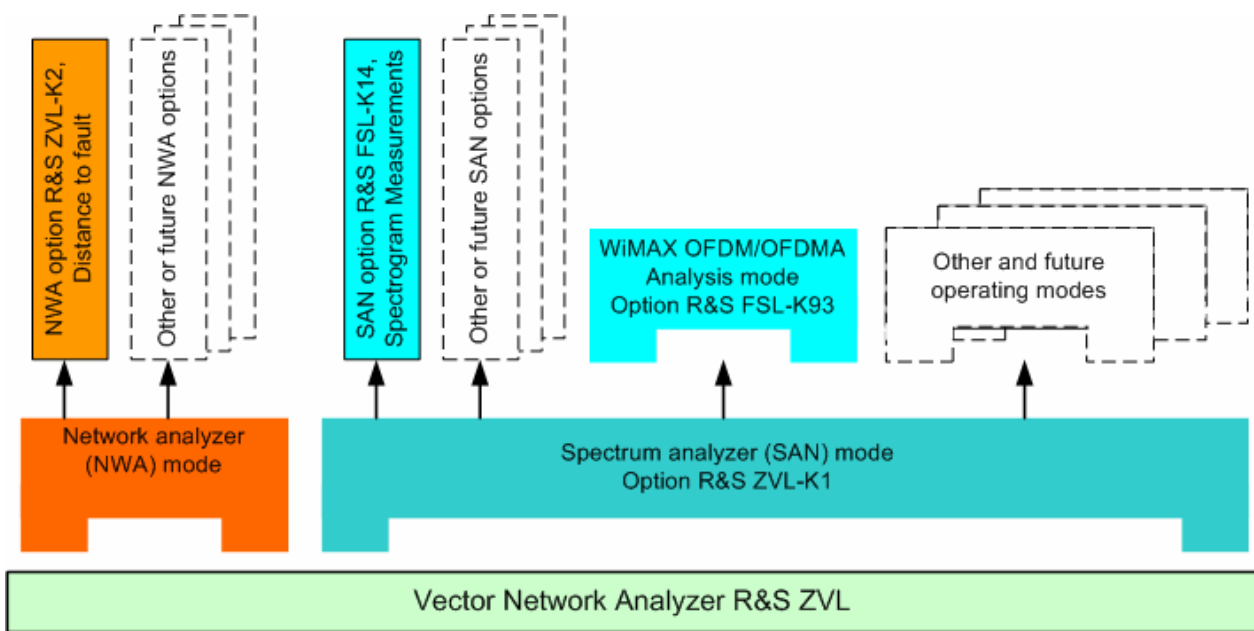 NWA option R&S ZVL-K2,
Distance to fault
Other or future NWA options
SAN option R&S FSL-K14,
Spectrogram Measurements
Other or future SAN options
WiMAX OFDM/OFDMA
Analysis mode
Option R&S FSL-K93
Other and future
operating modes
Network analyzer
(NWA) mode
Spectrum analyzer (SAN) mode
Option R&S ZVL-K1
Vector Network Analyzer R&S ZVL